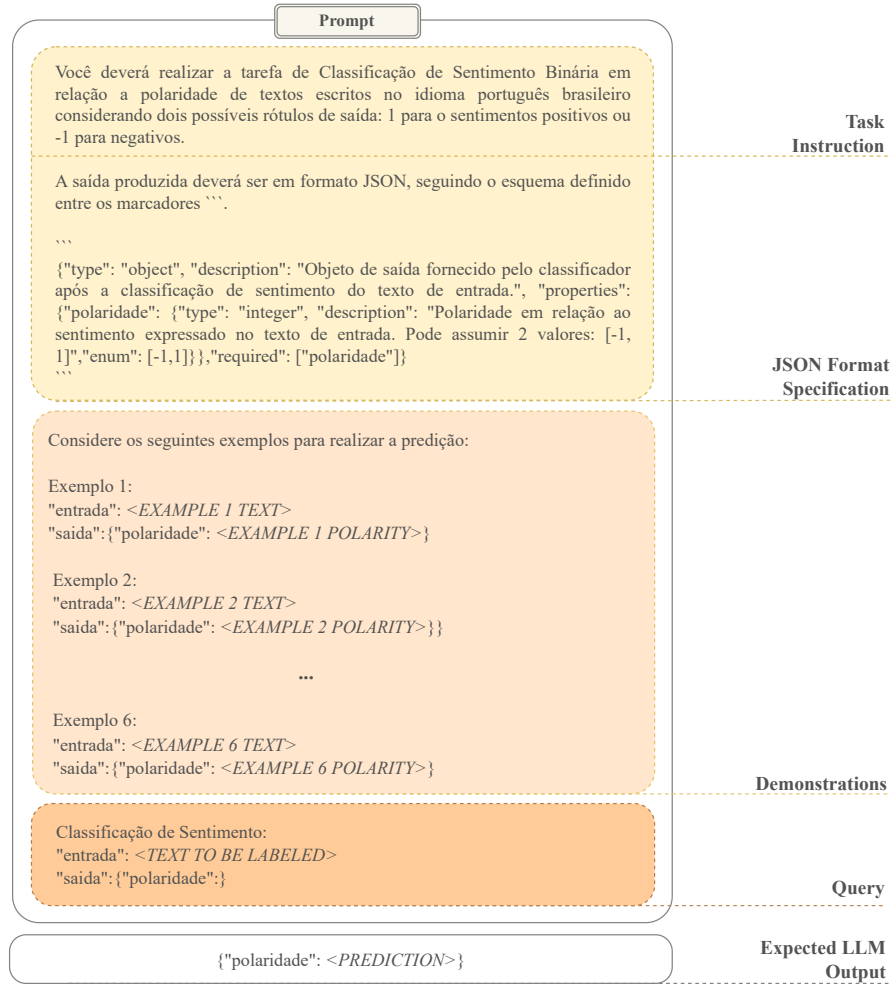 Prompt
Você deverá realizar a tarefa de Classificação de Sentimento Binária em
relação a polaridade de textos escritos no idioma português brasileiro
considerando dois possíveis rótulos de saída: 1 para o sentimentos positivos ou
-1 para negativos.
Task
Instruction
A saída produzida deverá ser em formato JSON, seguindo o esquema definido
entre os marcadores ```.
```
{"type": "object", "description": "Objeto de saída fornecido pelo classificador
após a classificação de sentimento do texto de entrada.", "properties":
{"polaridade": {"type": "integer", "description": "Polaridade em relação ao
sentimento expressado no texto de entrada. Pode assumir 2 valores: [-1,
1]","enum": [-1,1]}},"required": ["polaridade"]}
```
JSON Format
Specification
Considere os seguintes exemplos para realizar a predição:
Exemplo 1:
"entrada": <EXAMPLE 1 TEXT>
"saida":{"polaridade": <EXAMPLE 1 POLARITY>}
Exemplo 2:
"entrada": <EXAMPLE 2 TEXT>
"saida":{"polaridade": <EXAMPLE 2 POLARITY>}}
...
Exemplo 6:
"entrada": <EXAMPLE 6 TEXT>
"saida":{"polaridade": <EXAMPLE 6 POLARITY>}
Demonstrations
Classificação de Sentimento:
"entrada": <TEXT TO BE LABELED>
"saida":{"polaridade":}
Query
{"polaridade": <PREDICTION>}
Expected LLM
Output